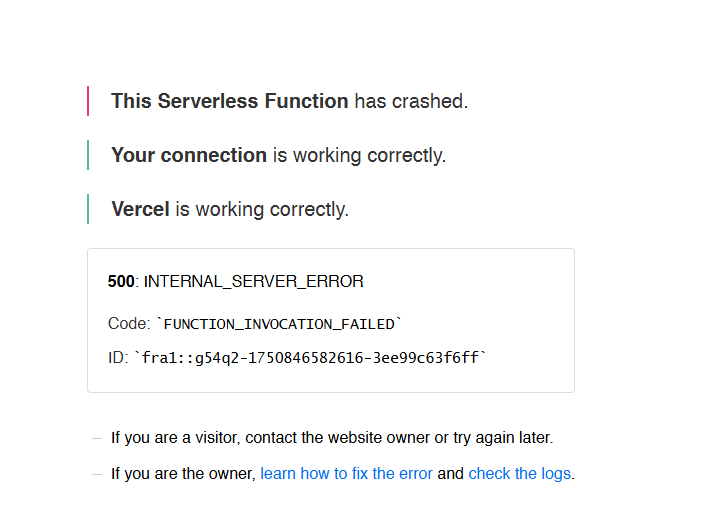 This Serverless Function has crashed.
Your connection is working correctly.
Vercel is working correctly.
500: INTERNAL_SERVER_ERROR
Code: `FUNCTION_INVOCATION_FAILED`
ID: `fra1::g54q2-1750846582616-3ee99c63f6ff`
– If you are a visitor, contact the website owner or try again later.
– If you are the owner, learn how to fix the error and check the logs.